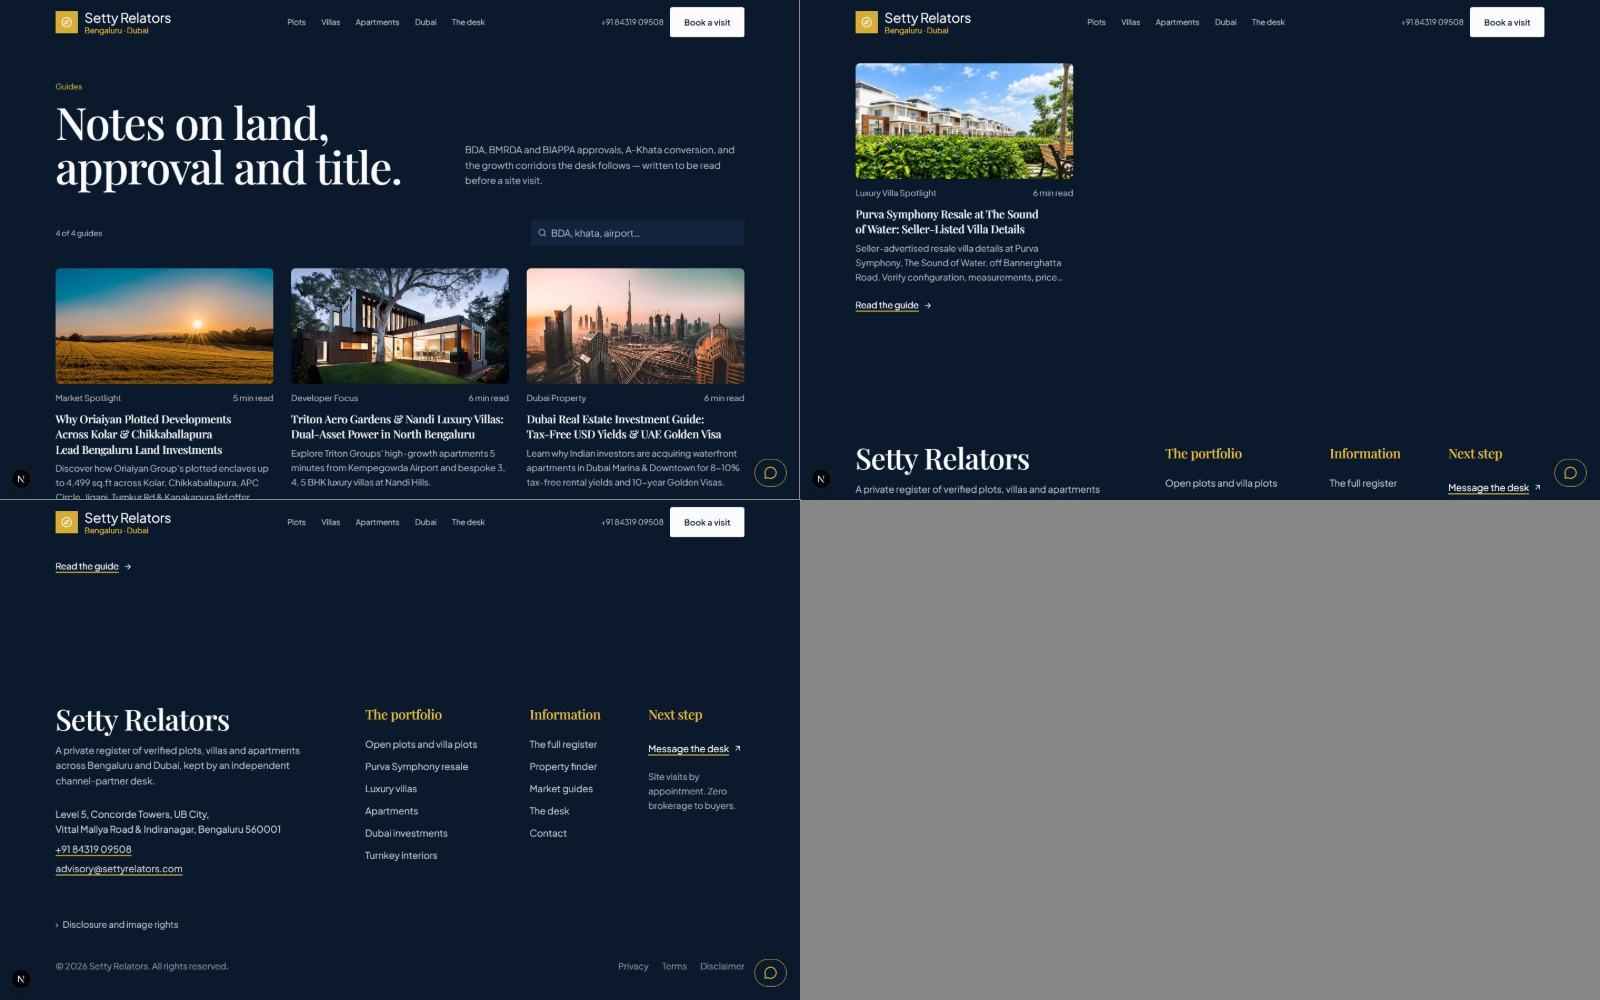 Setty Relators
Bengaluru · Dubai
Plots Villas Apartments Dubai The desk
+91 84319 09508
Book a visit
Guides
Notes on land,
approval and title.
BDA, BMRDA and BIAPPA approvals, A-Khata conversion, and
the growth corridors the desk follows — written to be read
before a site visit.
4 of 4 guides
BDA, khata, airport...
Market Spotlight 5 min read
Why Oriaiyan Plotted Developments
Across Kolar & Chikkaballapura
Lead Bengaluru Land Investments
Discover how Oriaiyan Group's plotted enclaves up
to 4,499 sq.ft across Kolar, Chikkaballapura, APC
Circle, Jigani, Tumkur Rd & Kanakapura Rd offer
Developer Focus 6 min read
Triton Aero Gardens & Nandi Luxury Villas:
Dual-Asset Power in North Bengaluru
Explore Triton Groups' high-growth apartments 5
minutes from Kempegowda Airport and bespoke 3,
4, 5 BHK luxury villas at Nandi Hills.
Dubai Property 6 min read
Dubai Real Estate Investment Guide:
Tax-Free USD Yields & UAE Golden Visa
Learn why Indian investors are acquiring waterfront
apartments in Dubai Marina & Downtown for 8–10%
tax-free rental yields and 10-year Golden Visas.
N
Setty Relators
Bengaluru · Dubai
Plots Villas Apartments Dubai The desk
+91 84319 09508
Book a visit
Luxury Villa Spotlight 6 min read
Purva Symphony Resale at The Sound
of Water: Seller-Listed Villa Details
Seller-advertised resale villa details at Purva
Symphony, The Sound of Water, off Bannerghatta
Road. Verify configuration, measurements, price...
Read the guide →
Setty Relators
A private register of verified plots, villas and apartments
The portfolio
Open plots and villa plots
Information
The full register
Next step
Message the desk ↗
N
Setty Relators
Bengaluru · Dubai
Plots Villas Apartments Dubai The desk
+91 84319 09508
Book a visit
Read the guide →
Setty Relators
A private register of verified plots, villas and apartments
across Bengaluru and Dubai, kept by an independent
channel-partner desk.
Level 5, Concorde Towers, UB City,
Vittal Mallya Road & Indiranagar, Bengaluru 560001
+91 84319 09508
advisory@settyrelators.com
The portfolio
Open plots and villa plots
Purva Symphony resale
Luxury villas
Apartments
Dubai investments
Turnkey interiors
Information
The full register
Property finder
Market guides
The desk
Contact
Next step
Message the desk ↗
Site visits by
appointment. Zero
brokerage to buyers.
› Disclosure and image rights
© 2026 Setty Relators. All rights reserved.
Privacy Terms Disclaimer
N